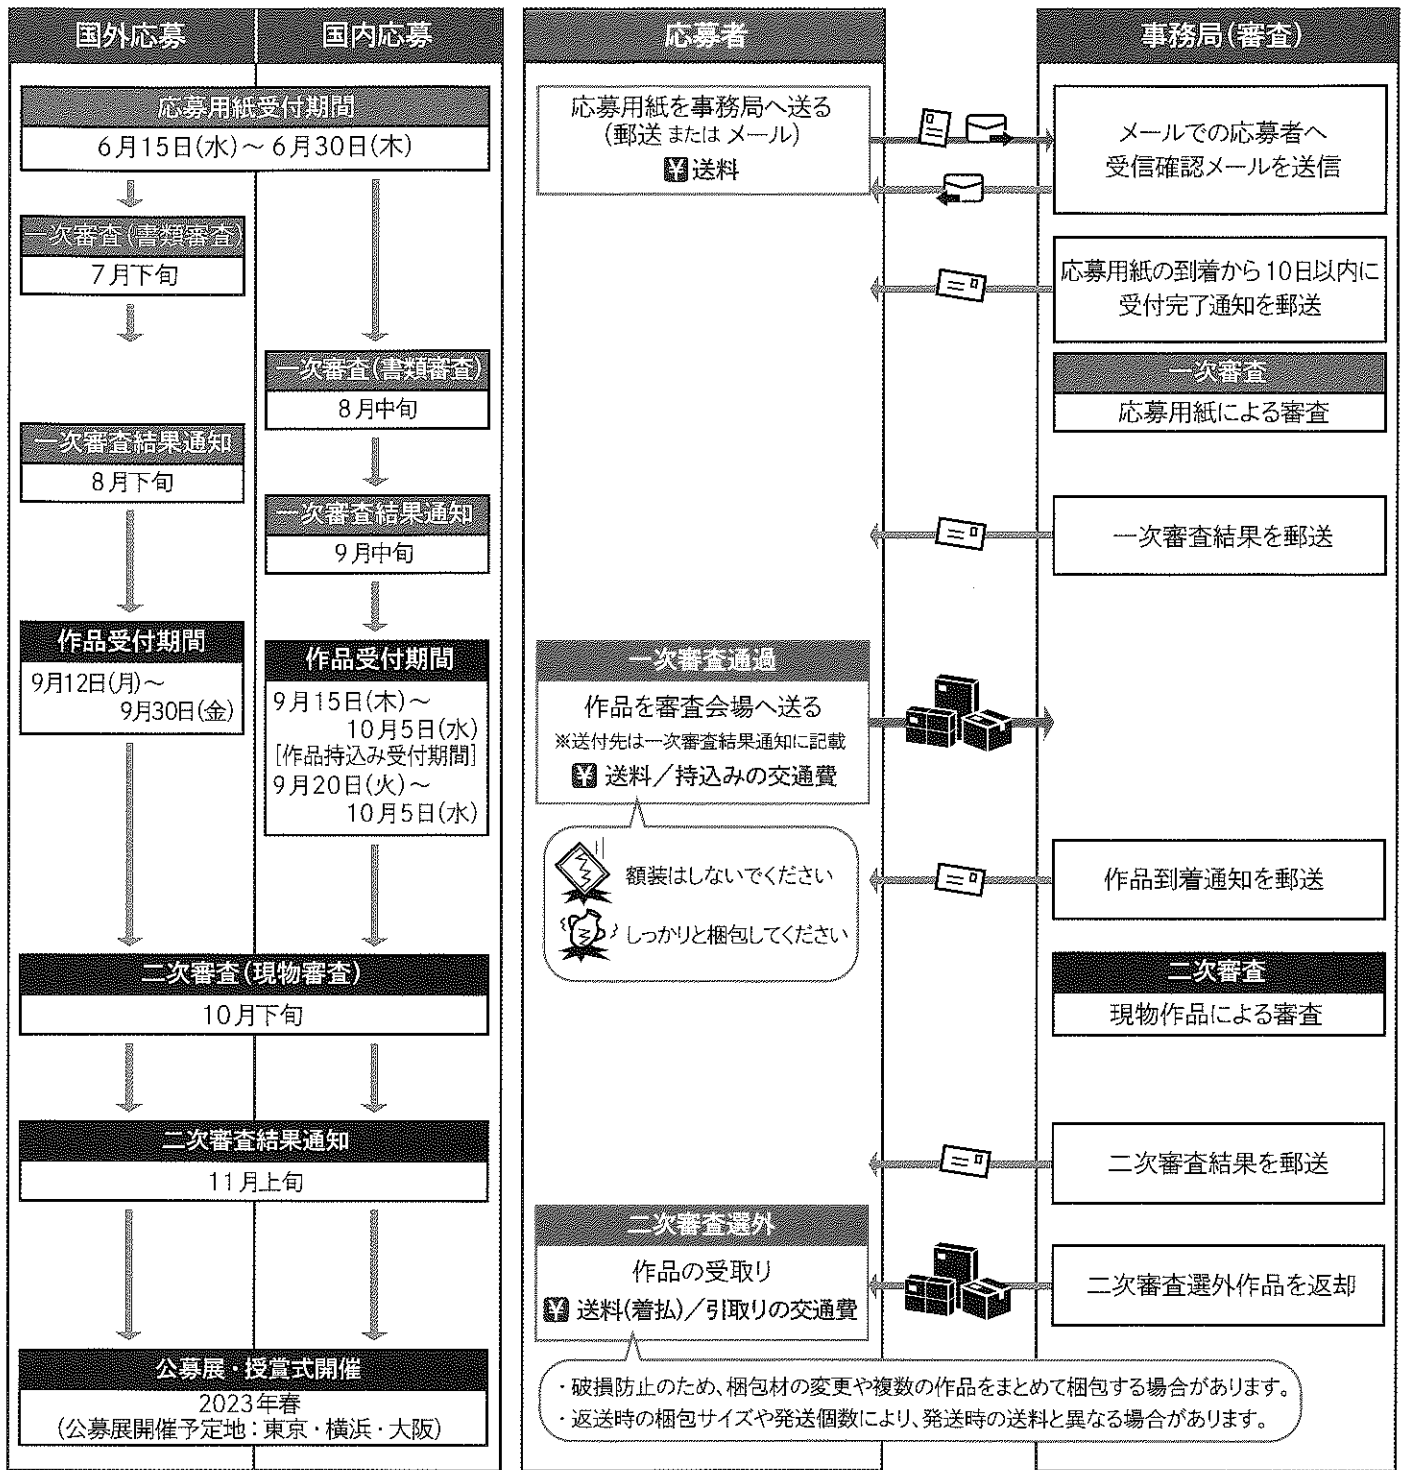 国外応募
国内応募
応募用紙受付期間
6月15日(水)～6月30日(木)
一次審査(書類審査)
7月下旬
一次審査(書類審査)
8月中旬
一次審査結果通知
8月下旬
一次審査結果通知
9月中旬
作品受付期間
9月12日(月)～
9月30日(金)
作品受付期間
9月15日(木)～
10月5日(水)
[作品持込み受付期間]
9月20日(火)～
10月5日(水)
二次審査(現物審査)
10月下旬
二次審査結果通知
11月上旬
公募展・授賞式開催
2023年春
(公募展開催予定地：東京・横浜・大阪)
応募者
応募用紙を事務局へ送る
(郵送 または メール)
¥ 送料
一次審査通過
作品を審査会場へ送る
※送付先は一次審査結果通知に記載
¥ 送料／持込みの交通費
額装はしないでください
しっかりと梱包してください
二次審査選外
作品の受取り
¥ 送料(着払)／引取りの交通費
・破損防止のため、梱包材の変更や複数の作品をまとめて梱包する場合があります。
・返送時の梱包サイズや発送個数により、発送時の送料と異なる場合があります。
事務局(審査)
メールでの応募者へ
受信確認メールを送信
応募用紙の到着から10日以内に
受付完了通知を郵送
一次審査
応募用紙による審査
一次審査結果を郵送
作品到着通知を郵送
二次審査
現物作品による審査
二次審査結果を郵送
二次審査選外作品を返却